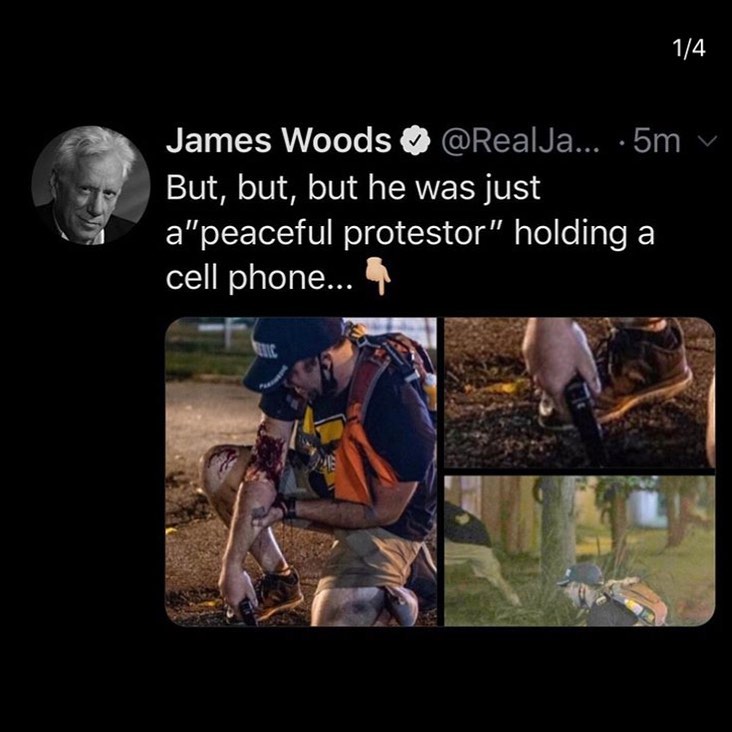 1/4
James Woods @RealJa... · 5m
But, but, but he was just
a"peaceful protestor" holding a
cell phone... 👇🏼